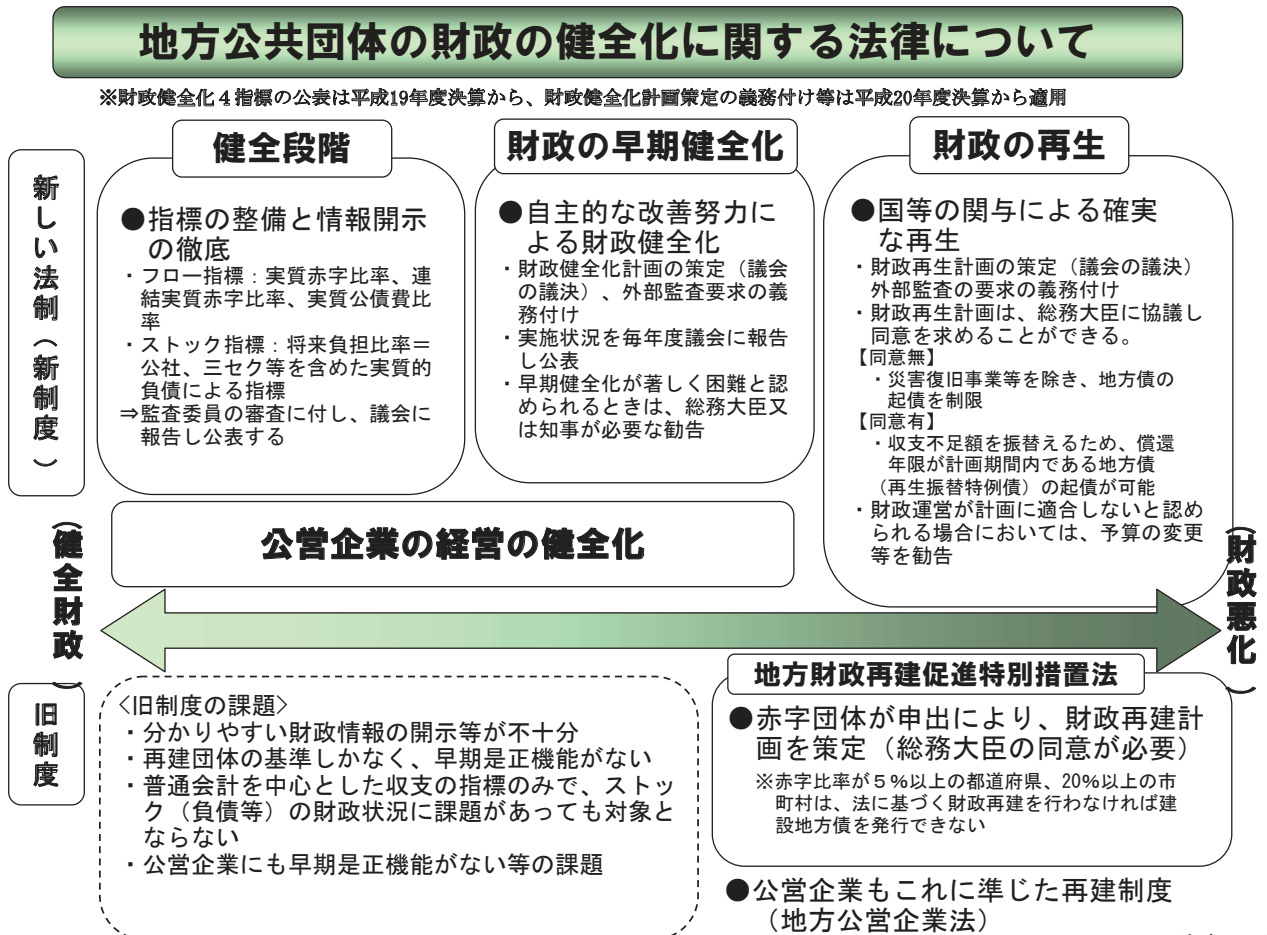 地方公共団体の財政の健全化に関する法律について
※財政健全化４指標の公表は平成19年度決算から、財政健全化計画策定の義務付け等は平成20年度決算から適用
新しい法制（新制度）
健全段階
●指標の整備と情報開示
の徹底
・フロー指標：実質赤字比率、連
結実質赤字比率、実質公債費比
率
・ストック指標：将来負担比率＝
公社、三セク等を含めた実質的
負債による指標
⇒監査委員の審査に付し、議会に
報告し公表する
財政の早期健全化
●自主的な改善努力に
よる財政健全化
・財政健全化計画の策定（議会
の議決）、外部監査要求の義
務付け
・実施状況を毎年度議会に報告
し公表
・早期健全化が著しく困難と認
められるときは、総務大臣又
は知事が必要な勧告
財政の再生
●国等の関与による確実
な再生
・財政再生計画の策定（議会の議決）
外部監査の要求の義務付け
・財政再生計画は、総務大臣に協議し
同意を求めることができる。
【同意無】
・災害復旧事業等を除き、地方債の
起債を制限
【同意有】
・収支不足額を振替えるため、償還
年限が計画期間内である地方債
（再生振替特例債）の起債が可能
・財政運営が計画に適合しないと認め
られる場合においては、予算の変更
等を勧告
公営企業の経営の健全化
（健全財政）
（財政悪化）
旧制度
〈旧制度の課題〉
・分かりやすい財政情報の開示等が不十分
・再建団体の基準しかなく、早期是正機能がない
・普通会計を中心とした収支の指標のみで、ストッ
ク（負債等）の財政状況に課題があっても対象と
ならない
・公営企業にも早期是正機能がない等の課題
地方財政再建促進特別措置法
●赤字団体が申出により、財政再建計
画を策定（総務大臣の同意が必要）
※赤字比率が５％以上の都道府県、20％以上の市
町村は、法に基づく財政再建を行わなければ建
設地方債を発行できない
●公営企業もこれに準じた再建制度
（地方公営企業法）